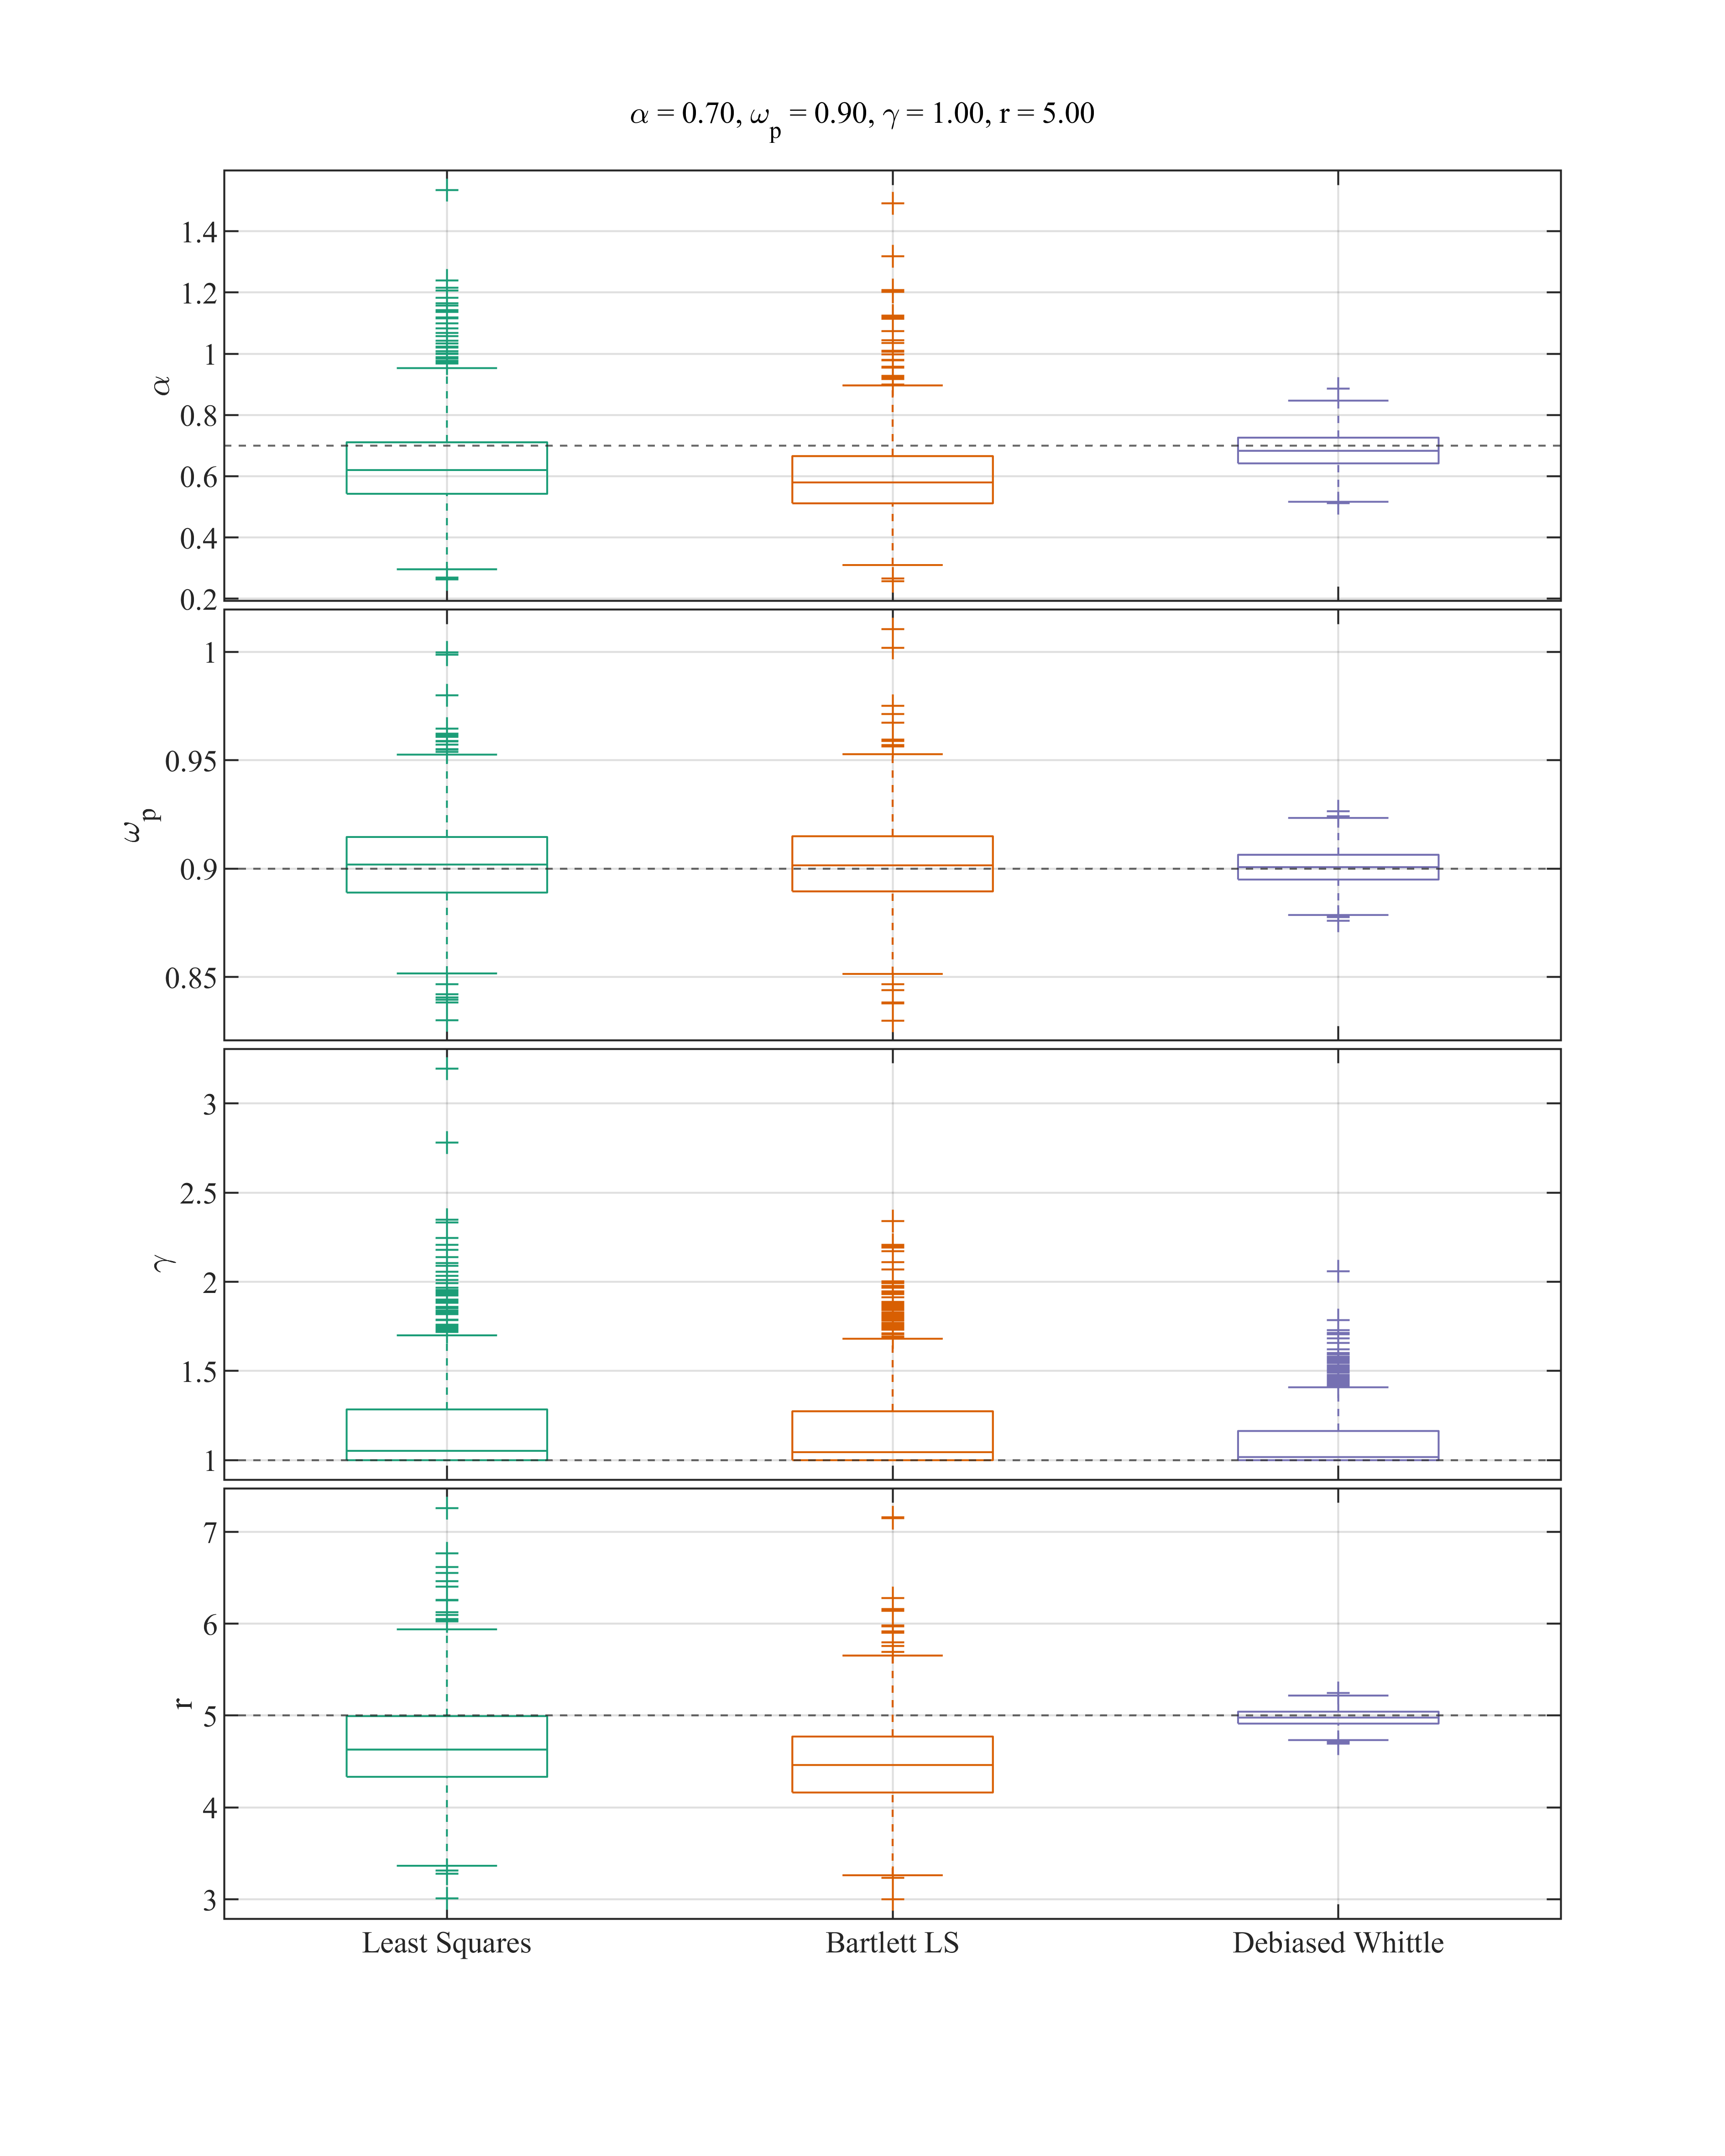 α = 0.70, ωp = 0.90, γ = 1.00, r = 5.00
α
1.4
1.2
1
0.8
0.6
0.4
0.2
ωp
1
0.95
0.9
0.85
γ
3
2.5
2
1.5
1
r
7
6
5
4
3
Least Squares
Bartlett LS
Debiased Whittle